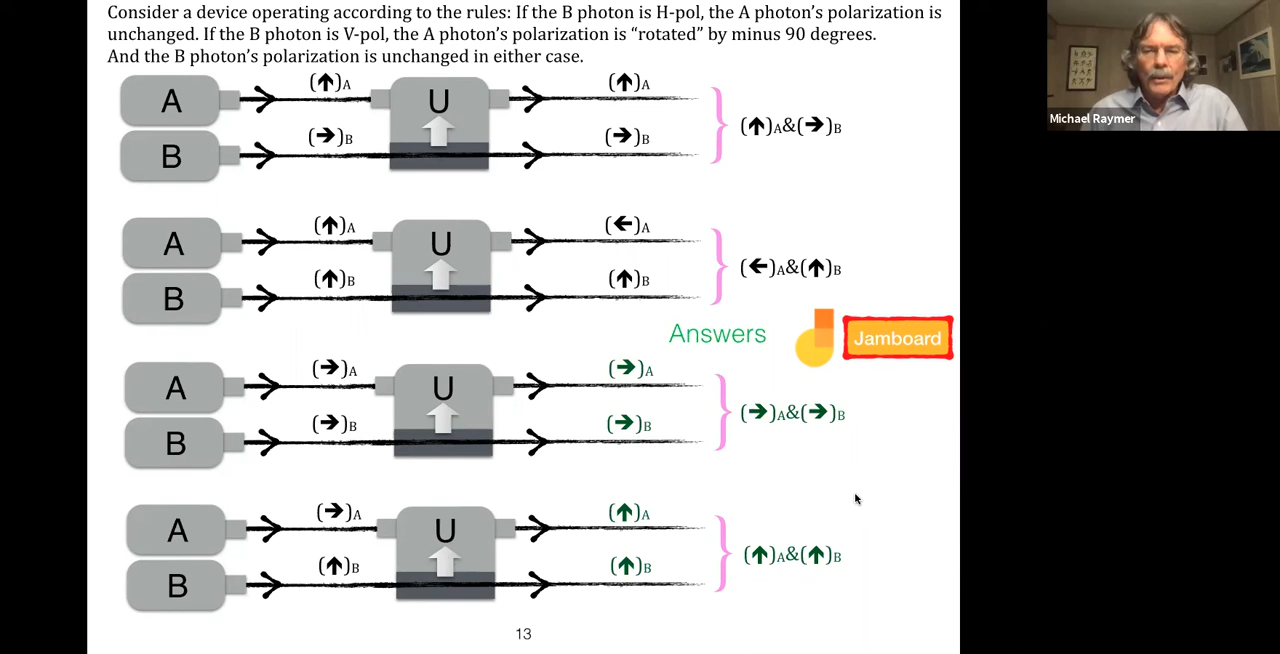 Consider a device operating according to the rules: If the B photon is H-pol, the A photon's polarization is
unchanged. If the B photon is V-pol, the A photon's polarization is “rotated” by minus 90 degrees.
And the B photon's polarization is unchanged in either case.
Michael Raymer
A (↑)A U (↑)A
B (→)B (→)B
(↑)A&(→)B
A (↑)A U (←)A
B (↑)B (↑)B
(←)A&(↑)B
Answers Jamboard
A (→)A U (→)A
B (→)B (→)B
(→)A&(→)B
A (→)A U (↑)A
B (↑)B (↑)B
(↑)A&(↑)B
13